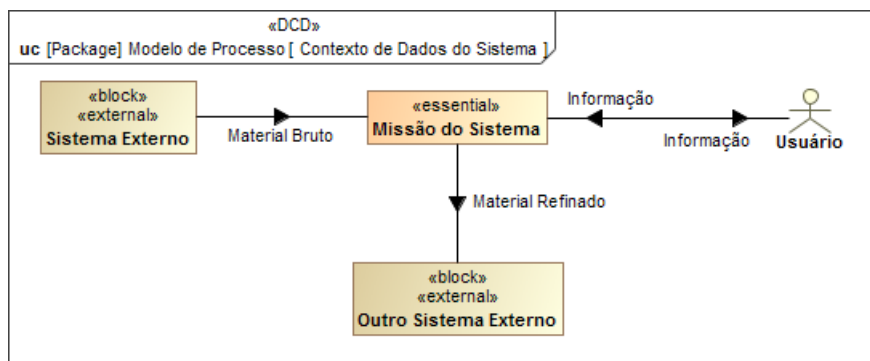 «DCD»
uc [Package] Modelo de Processo [ Contexto de Dados do Sistema ]
«block»
«external»
Sistema Externo
Material Bruto
«essential»
Missão do Sistema
Informação
Informação
Usuário
Material Refinado
«block»
«external»
Outro Sistema Externo